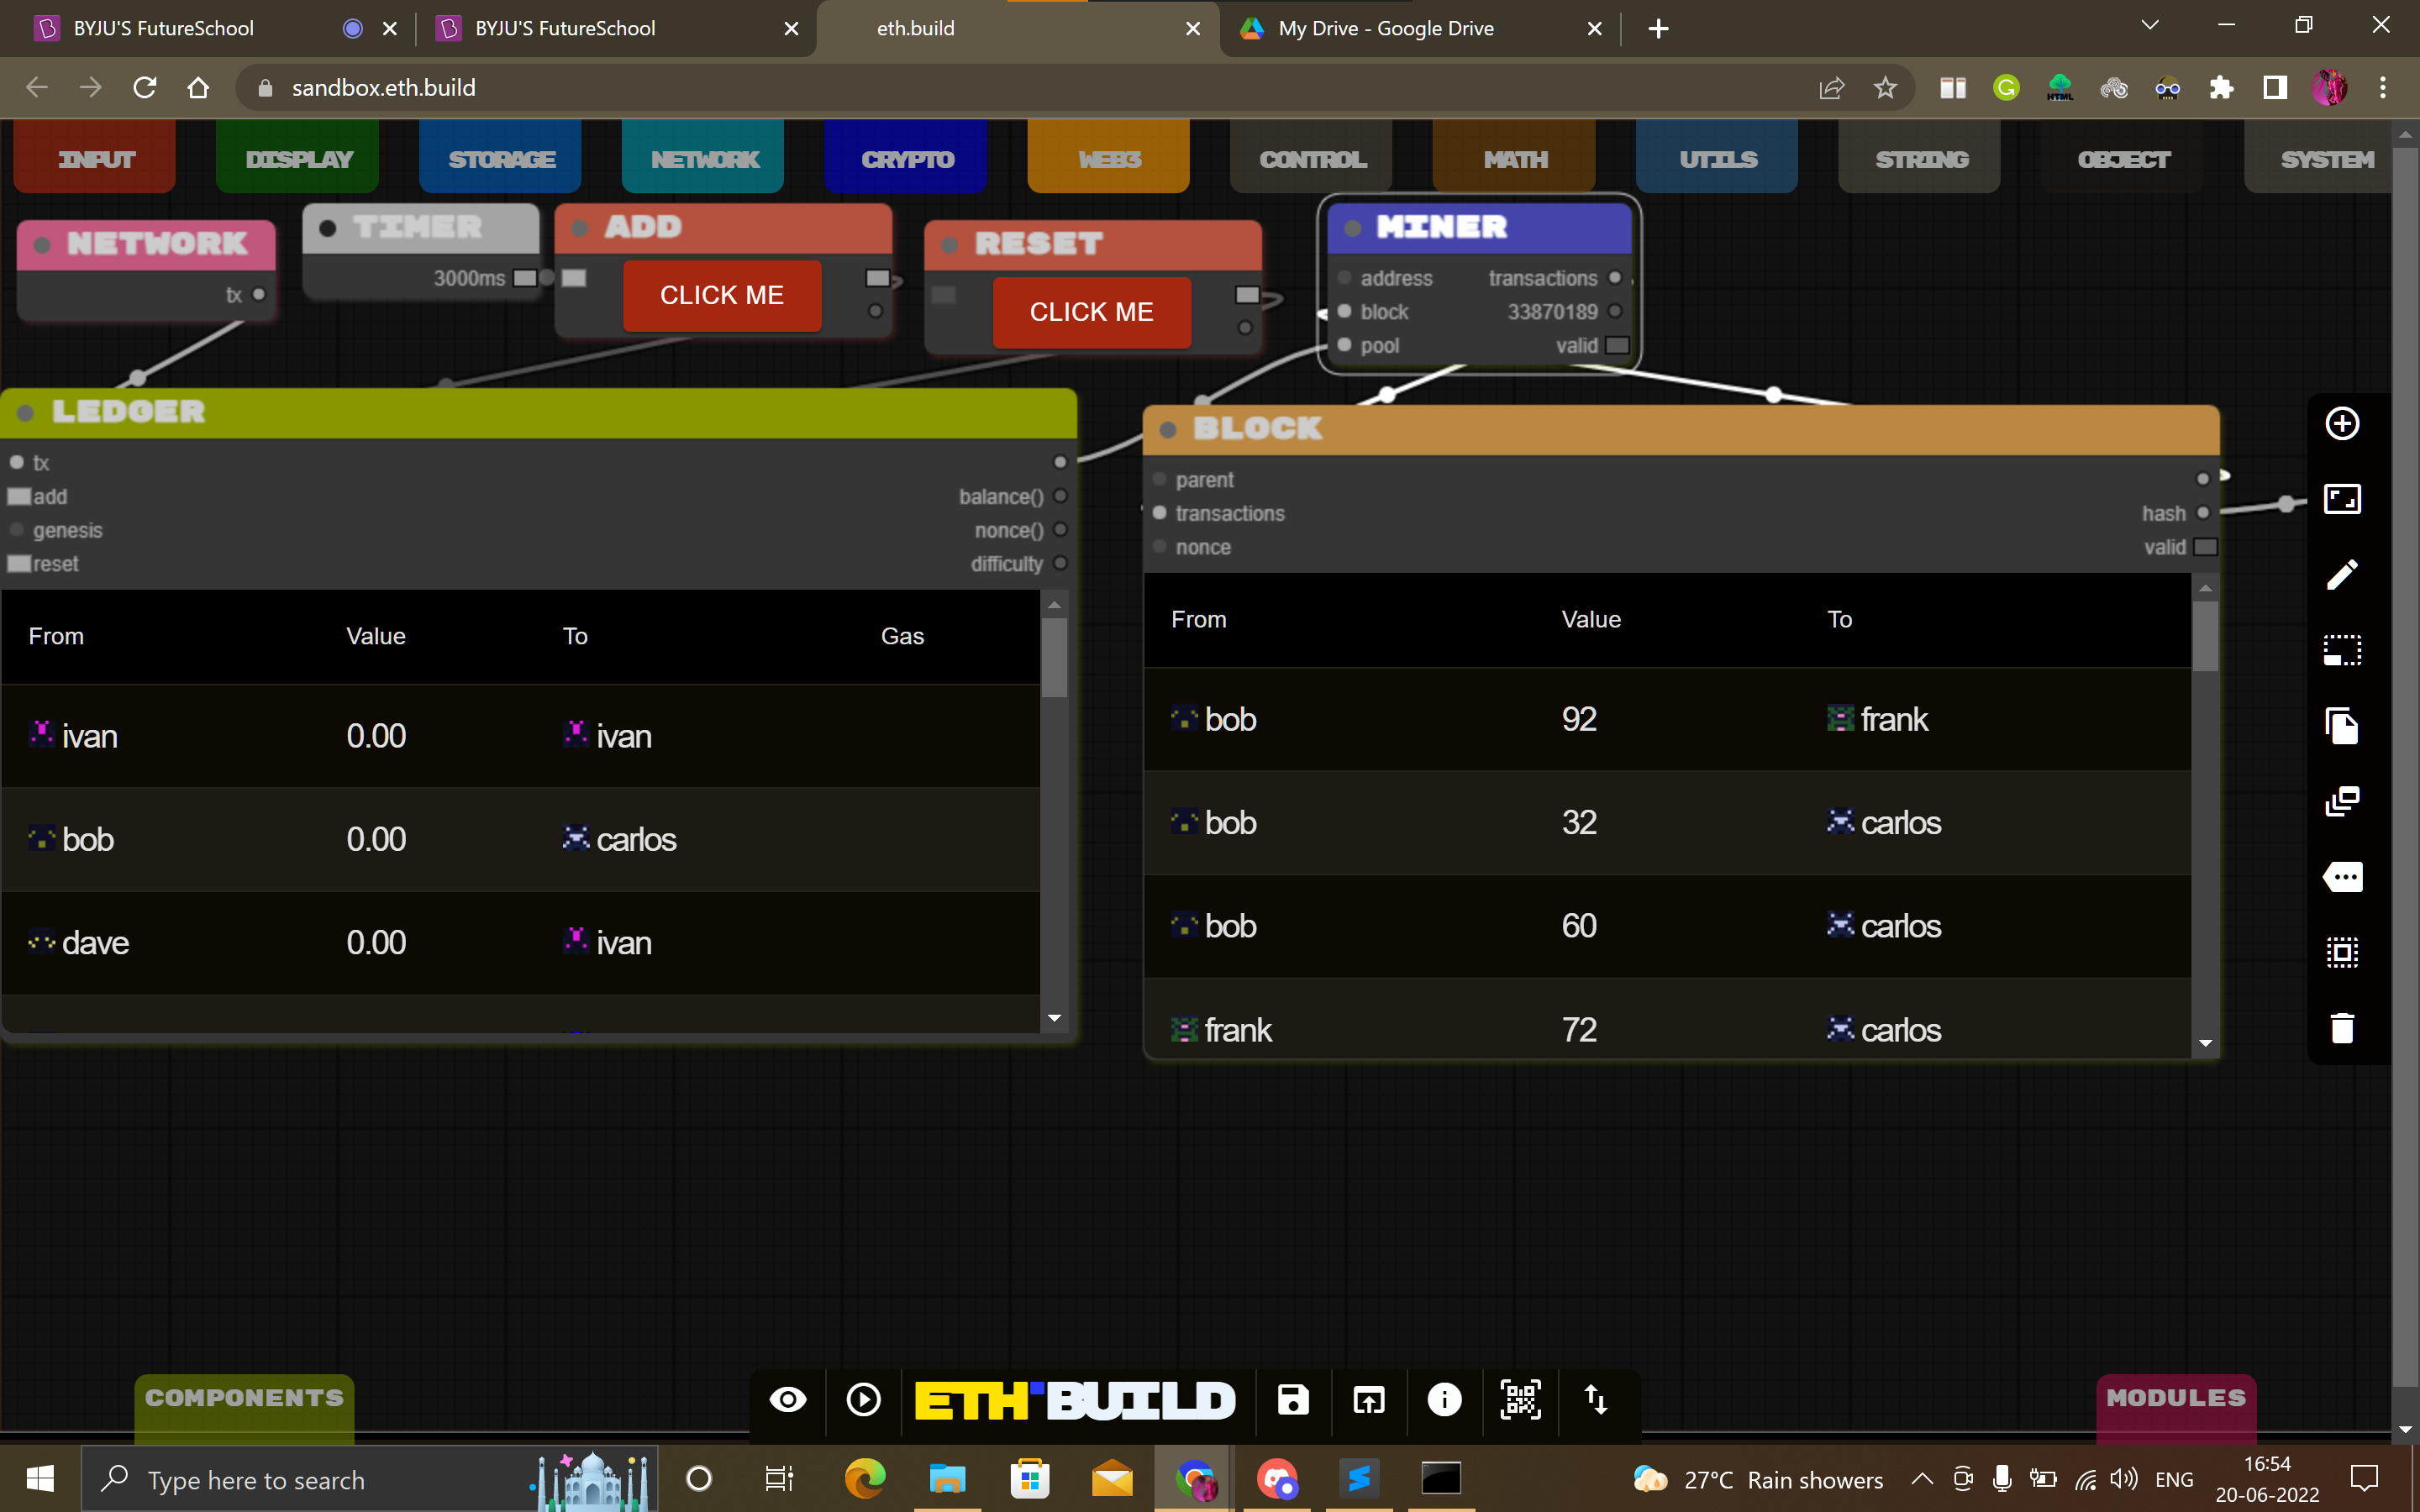 BYJU'S FutureSchool
BYJU'S FutureSchool
eth.build
My Drive - Google Drive
sandbox.eth.build
G
HTML
INPUT
DISPLAY
STORAGE
NETWORK
CRYPTO
WEB3
CONTROL
MATH
UTILS
STRING
OBJECT
SYSTEM
NETWORK
tx
TIMER
3000ms
ADD
CLICK ME
RESET
CLICK ME
MINER
address transactions
block 33870189
pool valid
LEDGER
tx
add balance()
genesis nonce()
reset difficulty
From Value To Gas
ivan 0.00 ivan
bob 0.00 carlos
dave 0.00 ivan
BLOCK
parent
transactions hash
nonce valid
From Value To
bob 92 frank
bob 32 carlos
bob 60 carlos
frank 72 carlos
COMPONENTS
ETH BUILD
MODULES
Type here to search
27°C Rain showers
ENG
16:54
20-06-2022